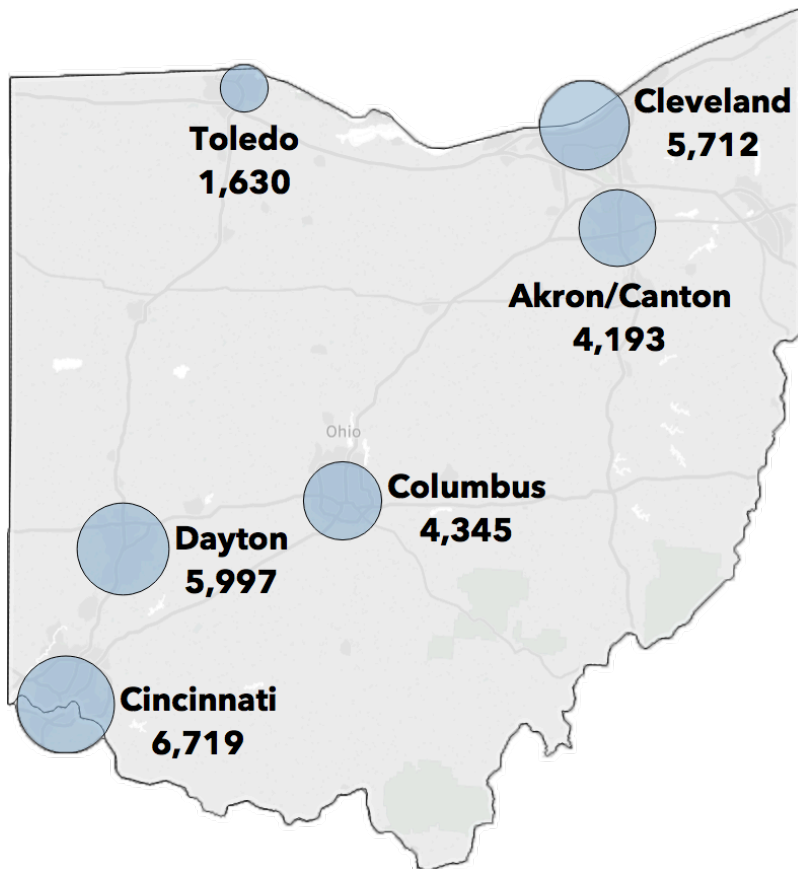 Cleveland
5,712
Toledo
1,630
Akron/Canton
4,193
Ohio
Columbus
4,345
Dayton
5,997
Cincinnati
6,719